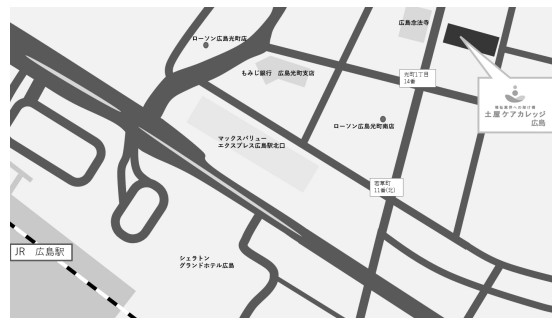 広島念法寺
ローソン広島光町店
もみじ銀行 広島光町支店
光町1丁目
14番
土屋ケアカレッジ
広島
ローソン広島光町南店
マックスバリュー
エクスプレス広島駅北口
若草町
11番(北)
JR 広島駅
シェラトン
グランドホテル広島